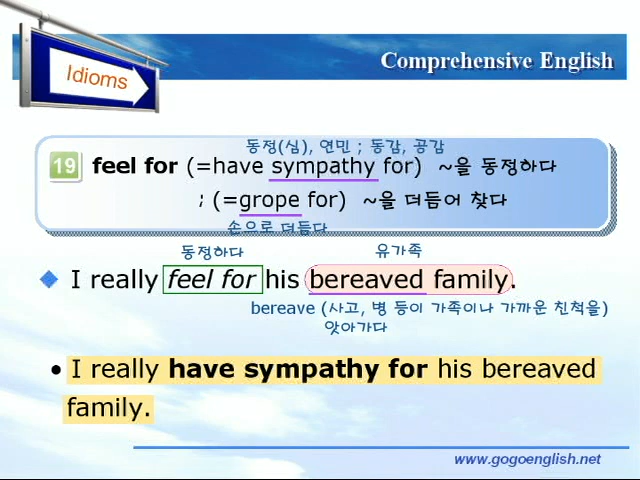 Idioms
Comprehensive English
동정(심), 연민 ; 동감, 공감
19 feel for (=have sympathy for) ~을 동정하다
; (=grope for) ~을 더듬어 찾다
손으로 더듬다
동정하다 유가족
I really feel for his bereaved family.
bereave (사고, 병 등이 가족이나 가까운 친척을)
앗아가다
• I really have sympathy for his bereaved
family.
www.gogoenglish.net